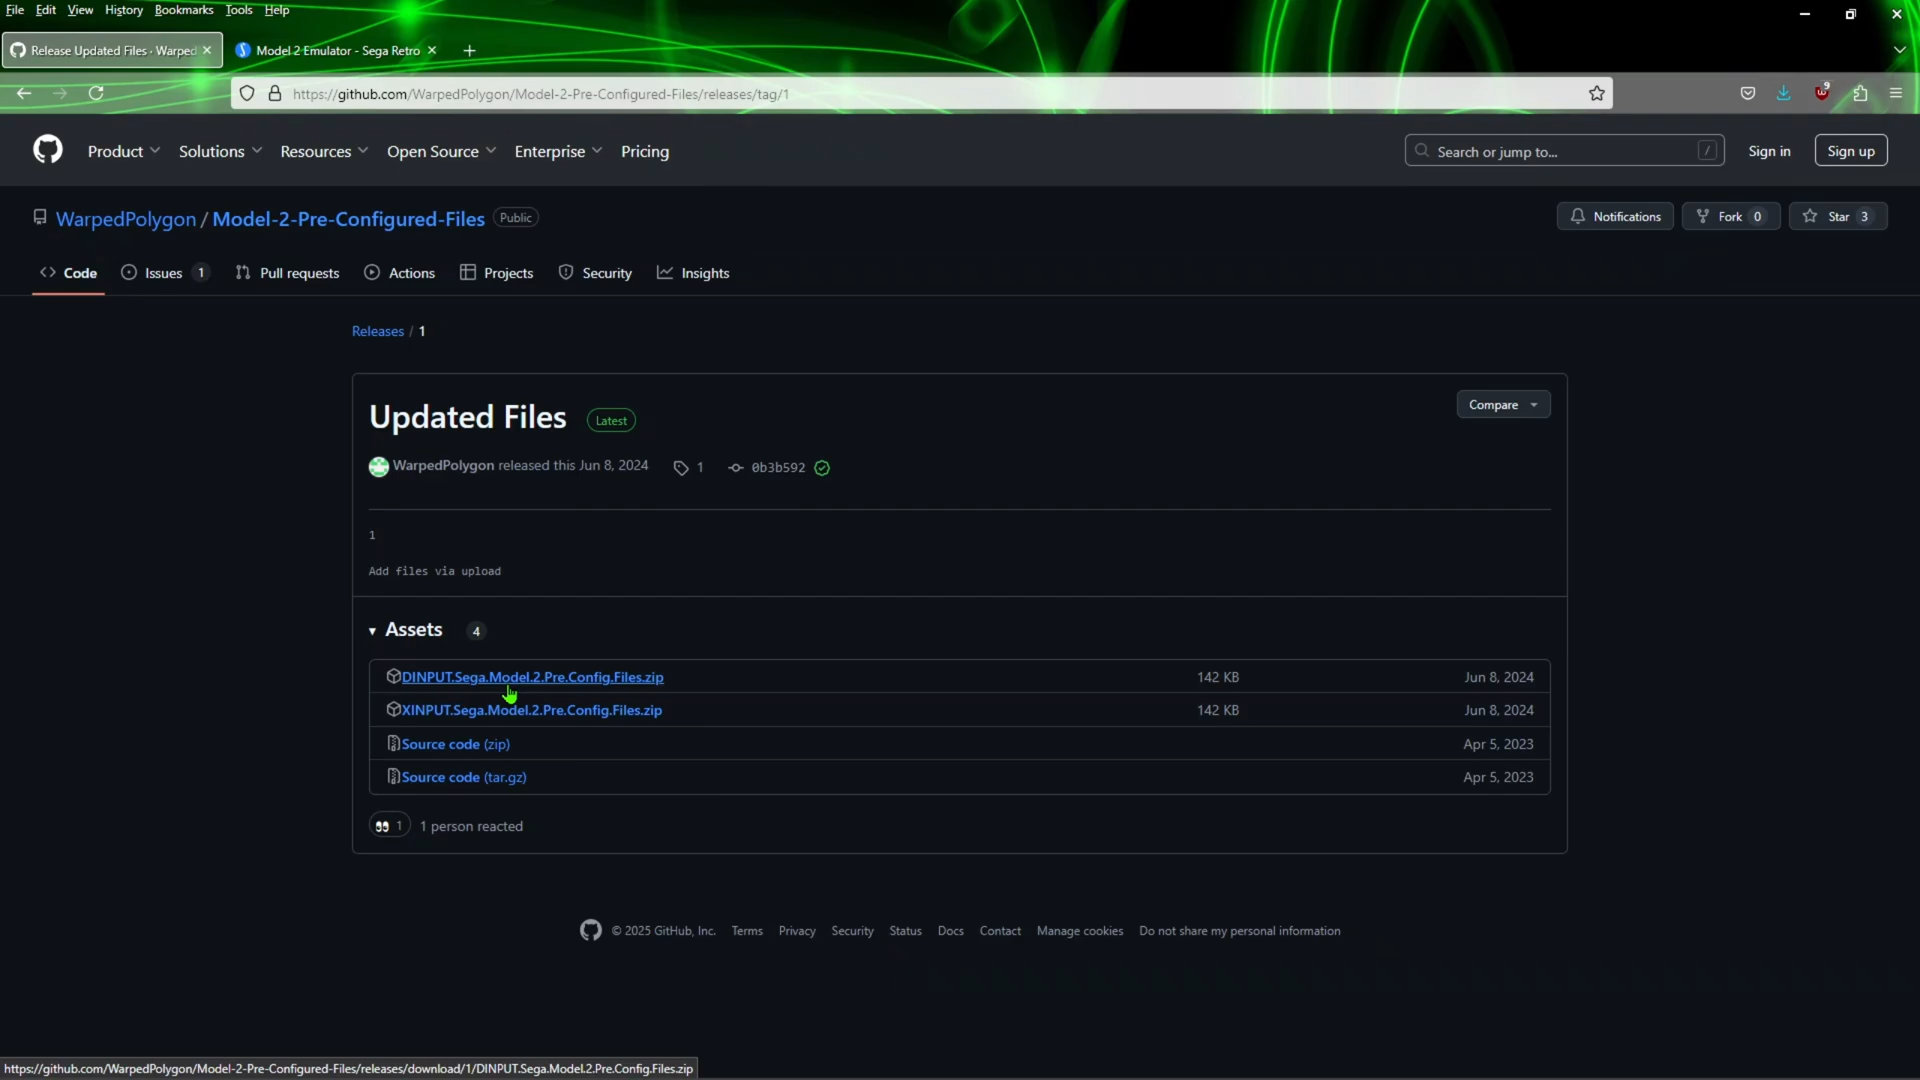 File Edit View History Bookmarks Tools Help
Release Updated Files · Warped
Model 2 Emulator - Sega Retro
https://github.com/WarpedPolygon/Model-2-Pre-Configured-Files/releases/tag/1
9
Product Solutions Resources Open Source Enterprise Pricing
Search or jump to... /
Sign in
Sign up
WarpedPolygon / Model-2-Pre-Configured-Files Public
Notifications
Fork 0
Star 3
Code Issues 1 Pull requests Actions Projects Security Insights
Releases / 1
Updated Files Latest
Compare
WarpedPolygon released this Jun 8, 2024 1 0b3b592
1
Add files via upload
Assets 4
DINPUT.Sega.Model.2.Pre.Config.Files.zip 142 KB Jun 8, 2024
XINPUT.Sega.Model.2.Pre.Config.Files.zip 142 KB Jun 8, 2024
Source code (zip) Apr 5, 2023
Source code (tar.gz) Apr 5, 2023
👀 1 1 person reacted
© 2025 GitHub, Inc. Terms Privacy Security Status Docs Contact Manage cookies Do not share my personal information
https://github.com/WarpedPolygon/Model-2-Pre-Configured-Files/releases/download/1/DINPUT.Sega.Model.2.Pre.Config.Files.zip